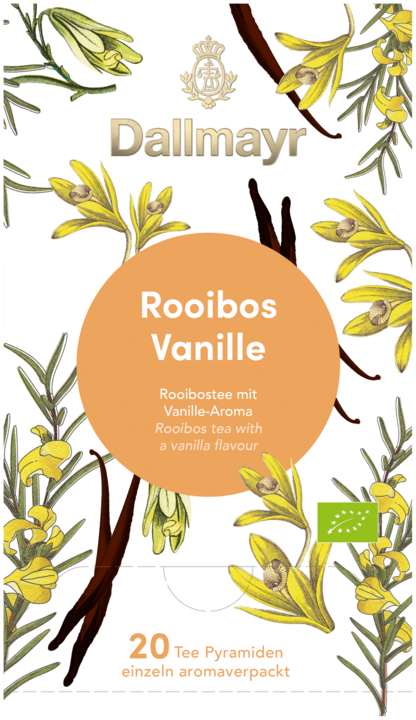 Dallmayr
Rooibos
Vanille
Rooibostee mit
Vanille-Aroma
Rooibos tea with
a vanilla flavour
20 Tee Pyramiden
einzeln aromaverpackt